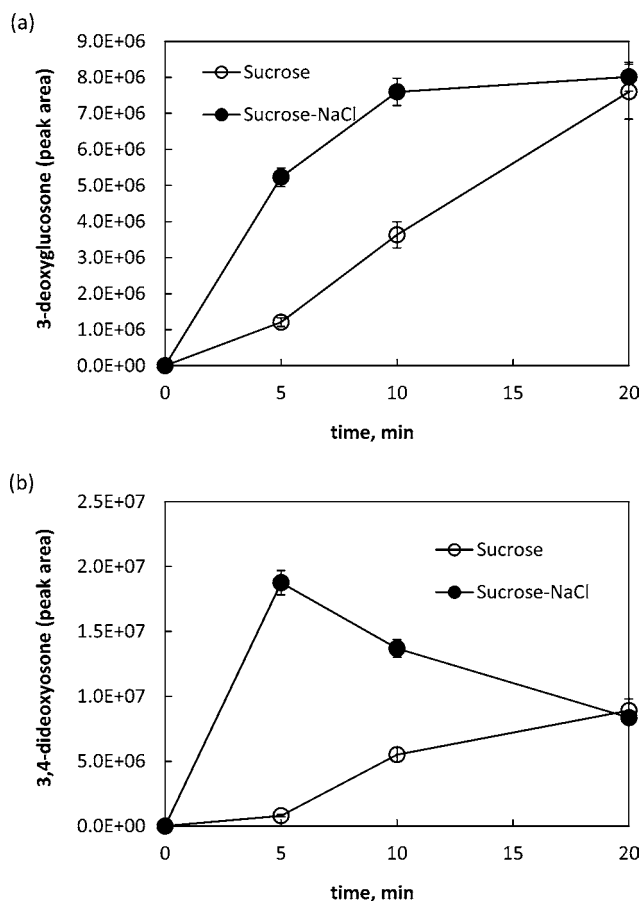 (a)
3-deoxyglucosone (peak area)
9.0E+06
8.0E+06
7.0E+06
6.0E+06
5.0E+06
4.0E+06
3.0E+06
2.0E+06
1.0E+06
0.0E+00
Sucrose
Sucrose-NaCl
0 5 10 15 20
time, min
(b)
3,4-dideoxyosone (peak area)
2.5E+07
2.0E+07
1.5E+07
1.0E+07
5.0E+06
0.0E+00
Sucrose
Sucrose-NaCl
0 5 10 15 20
time, min